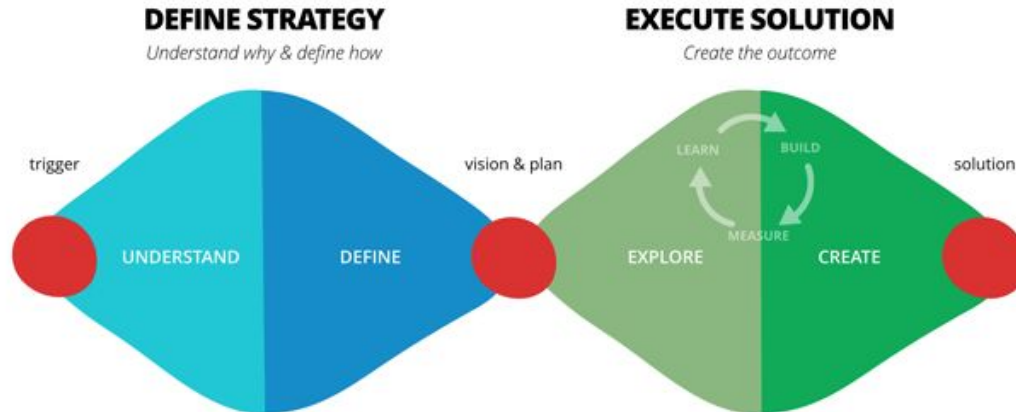 DEFINE STRATEGY
Understand why & define how
EXECUTE SOLUTION
Create the outcome
trigger
vision & plan
solution
LEARN
BUILD
MEASURE
UNDERSTAND
DEFINE
EXPLORE
CREATE